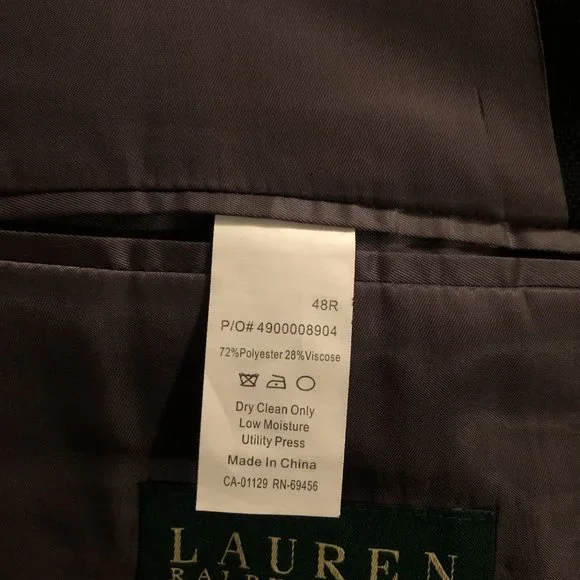 48R
P/O# 4900008904
72%Polyester 28%Viscose
Dry Clean Only
Low Moisture
Utility Press
Made In China
CA-01129 RN-69456
LAUREN